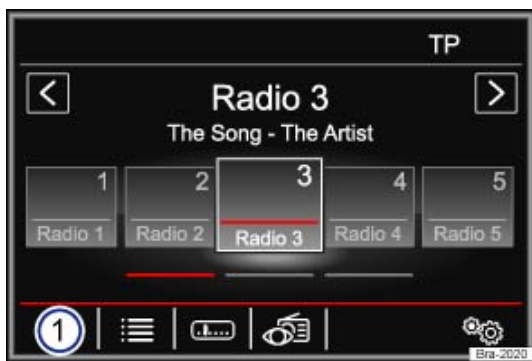 TP
Radio 3
The Song - The Artist
1 2 3 4 5
Radio 1 Radio 2 Radio 3 Radio 4 Radio 5
1
Bra-2020